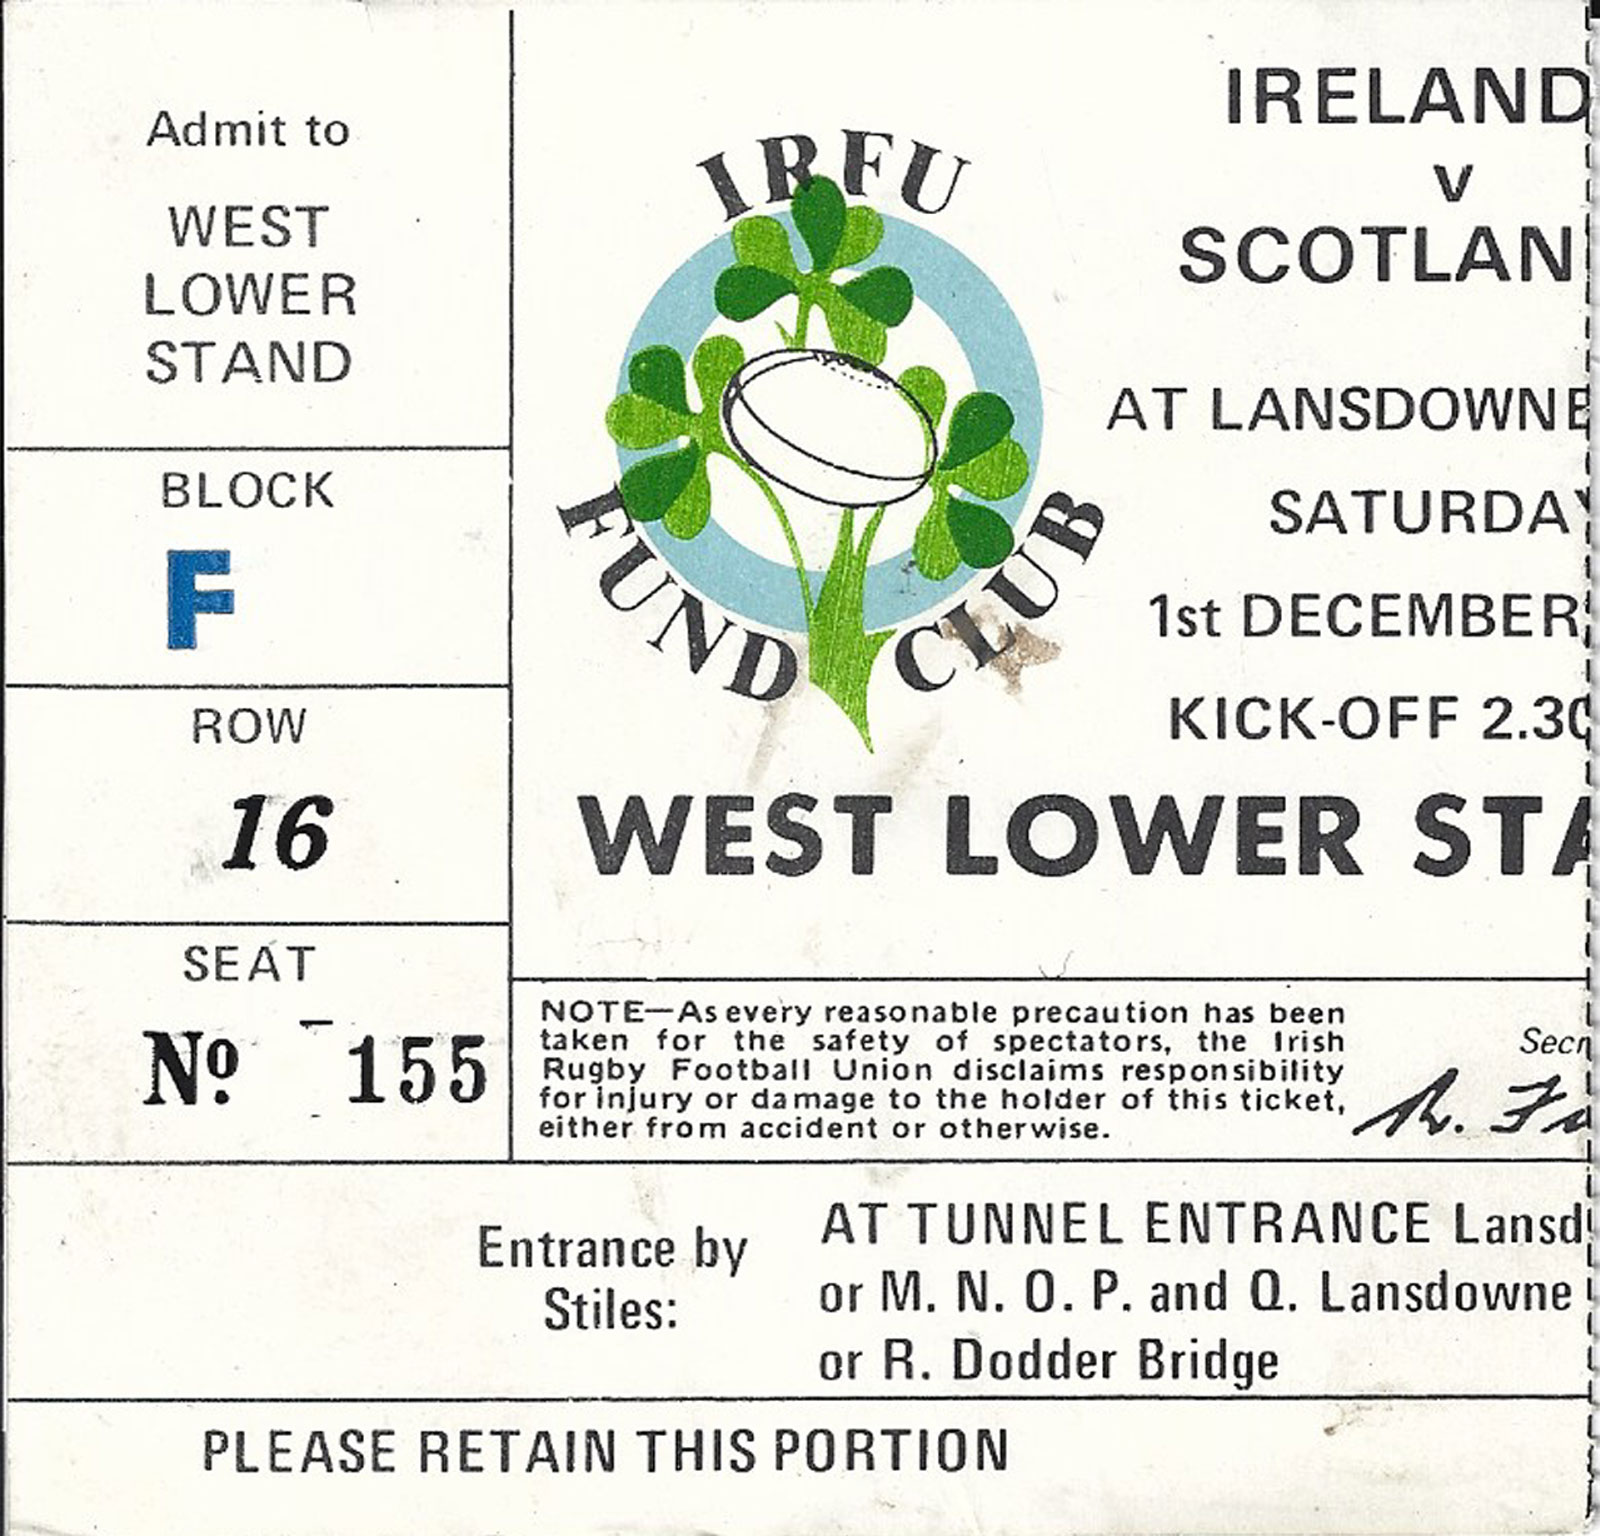 Admit to
WEST
LOWER
STAND
BLOCK
F
ROW
16
SEAT
Nº 155
IRFU
FUND CLUB
IRELAND
v
SCOTLAN
AT LANSDOWNE
SATURDAY
1st DECEMBER,
KICK-OFF 2.30
WEST LOWER STA
NOTE—As every reasonable precaution has been
taken for the safety of spectators, the Irish
Rugby Football Union disclaims responsibility
for injury or damage to the holder of this ticket,
either from accident or otherwise.
Secr
R. F
Entrance by
Stiles:
AT TUNNEL ENTRANCE Lansd
or M. N. O. P. and Q. Lansdowne
or R. Dodder Bridge
PLEASE RETAIN THIS PORTION